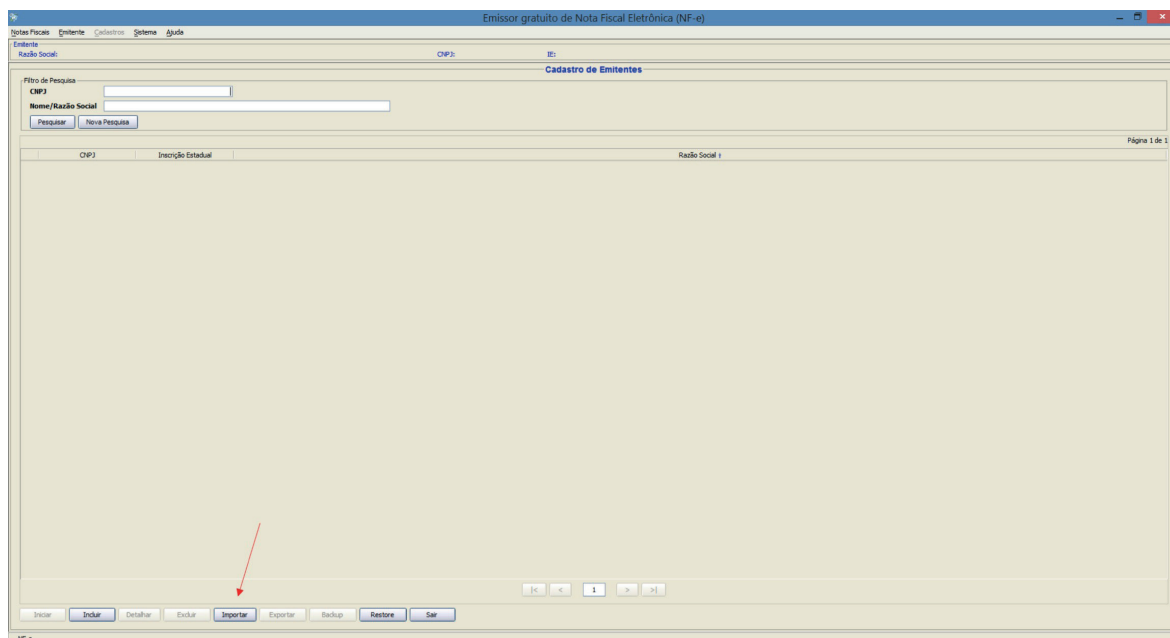 Emissor gratuito de Nota Fiscal Eletrônica (NF-e)
Notas Fiscais Emitente Cadastros Sistema Ajuda
Emitente
Razão Social: CNPJ: IE:
Cadastro de Emitentes
Filtro de Pesquisa
CNPJ
Nome/Razão Social
Pesquisar Nova Pesquisa
Página 1 de 1
CNPJ Inscrição Estadual Razão Social
|< < 1 > >|
Iniciar Incluir Detalhar Excluir Importar Exportar Backup Restore Sair
NF-e